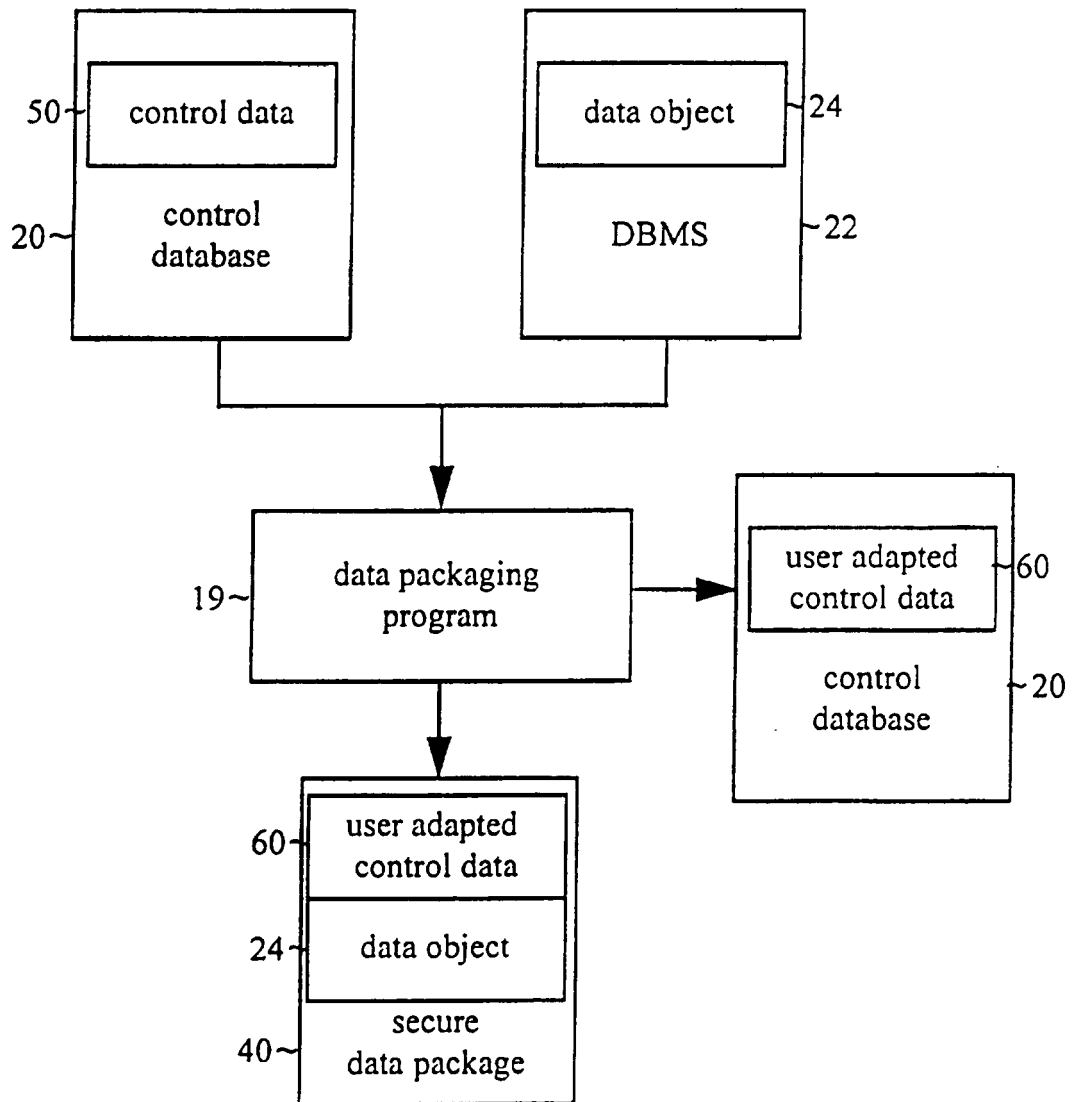 50 control data
data object 24
20 control
database
DBMS 22
19 data packaging
program
user adapted 60
control data
control 20
database
60 user adapted
control data
24 data object
secure
40 data package